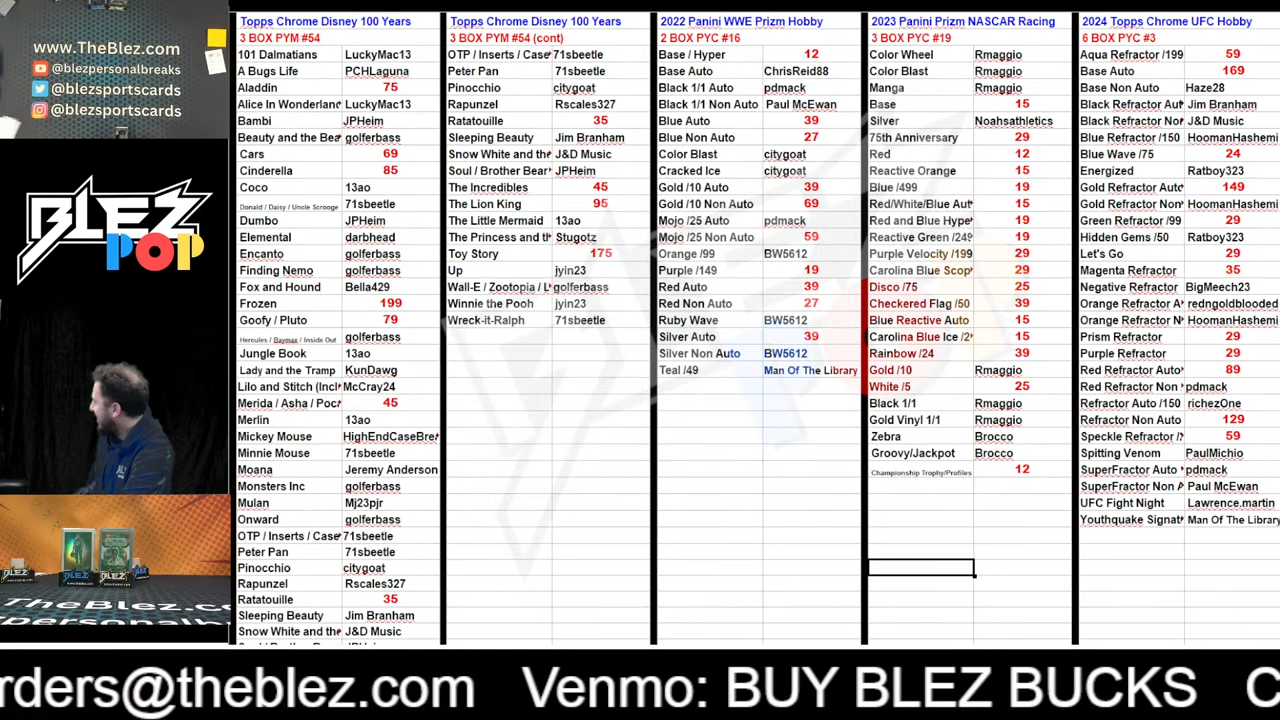 www.TheBlez.com
@blezpersonalbreaks
@blezsportscards
BLEZ
POP
Topps Chrome Disney 100 Years
3 BOX PYM #54
101 Dalmatians LuckyMac13
A Bugs Life PCHLaguna
Aladdin 75
Alice In Wonderlan LuckyMac13
Bambi JPHeim
Beauty and the Bea golferbass
Cars 69
Cinderella 85
Coco 13ao
Donald / Daisy / Uncle Scrooge 71sbeetle
Dumbo JPHeim
Elemental darbhead
Encanto golferbass
Finding Nemo golferbass
Fox and Hound Bella429
Frozen 199
Goofy / Pluto 79
Hercules / Baymax / Inside Out golferbass
Jungle Book 13ao
Lady and the Tramp KunDawg
Lilo and Stitch (Incl McCray24
Merida / Asha / Poc 45
Merlin 13ao
Mickey Mouse HighEndCaseBre
Minnie Mouse 71sbeetle
Moana Jeremy Anderson
Monsters Inc golferbass
Mulan Mj23pjr
Onward golferbass
OTP / Inserts / Case 71sbeetle
Peter Pan 71sbeetle
Pinocchio citygoat
Rapunzel Rscales327
Ratatouille 35
Sleeping Beauty Jim Branham
Snow White and the J&D Music
Topps Chrome Disney 100 Years
3 BOX PYM #54 (cont)
OTP / Inserts / Case 71sbeetle
Peter Pan 71sbeetle
Pinocchio citygoat
Rapunzel Rscales327
Ratatouille 35
Sleeping Beauty Jim Branham
Snow White and the J&D Music
Soul / Brother Bear JPHeim
The Incredibles 45
The Lion King 95
The Little Mermaid 13ao
The Princess and th Stugotz
Toy Story 175
Up jyin23
Wall-E / Zootopia / L golferbass
Winnie the Pooh jyin23
Wreck-it-Ralph 71sbeetle
2022 Panini WWE Prizm Hobby
2 BOX PYC #16
Base / Hyper 12
Base Auto ChrisReid88
Black 1/1 Auto pdmack
Black 1/1 Non Auto Paul McEwan
Blue Auto 39
Blue Non Auto 27
Color Blast citygoat
Cracked Ice citygoat
Gold /10 Auto 39
Gold /10 Non Auto 69
Mojo /25 Auto pdmack
Mojo /25 Non Auto 59
Orange /99 BW5612
Purple /149 19
Red Auto 39
Red Non Auto 27
Ruby Wave BW5612
Silver Auto 39
Silver Non Auto BW5612
Teal /49 Man Of The Library
2023 Panini Prizm NASCAR Racing
3 BOX PYC #19
Color Wheel Rmaggio
Color Blast Rmaggio
Manga Rmaggio
Base 15
Silver Noahsathletics
75th Anniversary 29
Red 12
Reactive Orange 15
Blue /499 19
Red/White/Blue Aut 15
Red and Blue Hype 19
Reactive Green /249 19
Purple Velocity /199 29
Carolina Blue Scop 29
Disco /75 25
Checkered Flag /50 39
Blue Reactive Auto 15
Carolina Blue Ice /2 15
Rainbow /24 39
Gold /10 Rmaggio
White /5 25
Black 1/1 Rmaggio
Gold Vinyl 1/1 Rmaggio
Zebra Brocco
Groovy/Jackpot Brocco
Championship Trophy/Profiles 12
2024 Topps Chrome UFC Hobby
6 BOX PYC #3
Aqua Refractor /199 59
Base Auto 169
Base Non Auto Haze28
Black Refractor Aut Jim Branham
Black Refractor Non J&D Music
Blue Refractor /150 HoomanHashemi
Blue Wave /75 24
Energized Ratboy323
Gold Refractor Auto 149
Gold Refractor Non HoomanHashemi
Green Refractor /99 29
Hidden Gems /50 Ratboy323
Let's Go 29
Magenta Refractor 35
Negative Refractor BigMeech23
Orange Refractor A redngoldblooded
Orange Refractor N HoomanHashemi
Prism Refractor 29
Purple Refractor 29
Red Refractor Auto 89
Red Refractor Non pdmack
Refractor Auto /150 richezOne
Refractor Non Auto 129
Speckle Refractor / 59
Spitting Venom PaulMichio
SuperFractor Auto pdmack
SuperFractor Non A Paul McEwan
UFC Fight Night Lawrence.martin
Youthquake Signat Man Of The Library
rders@theblez.com Venmo: BUY BLEZ BUCKS C